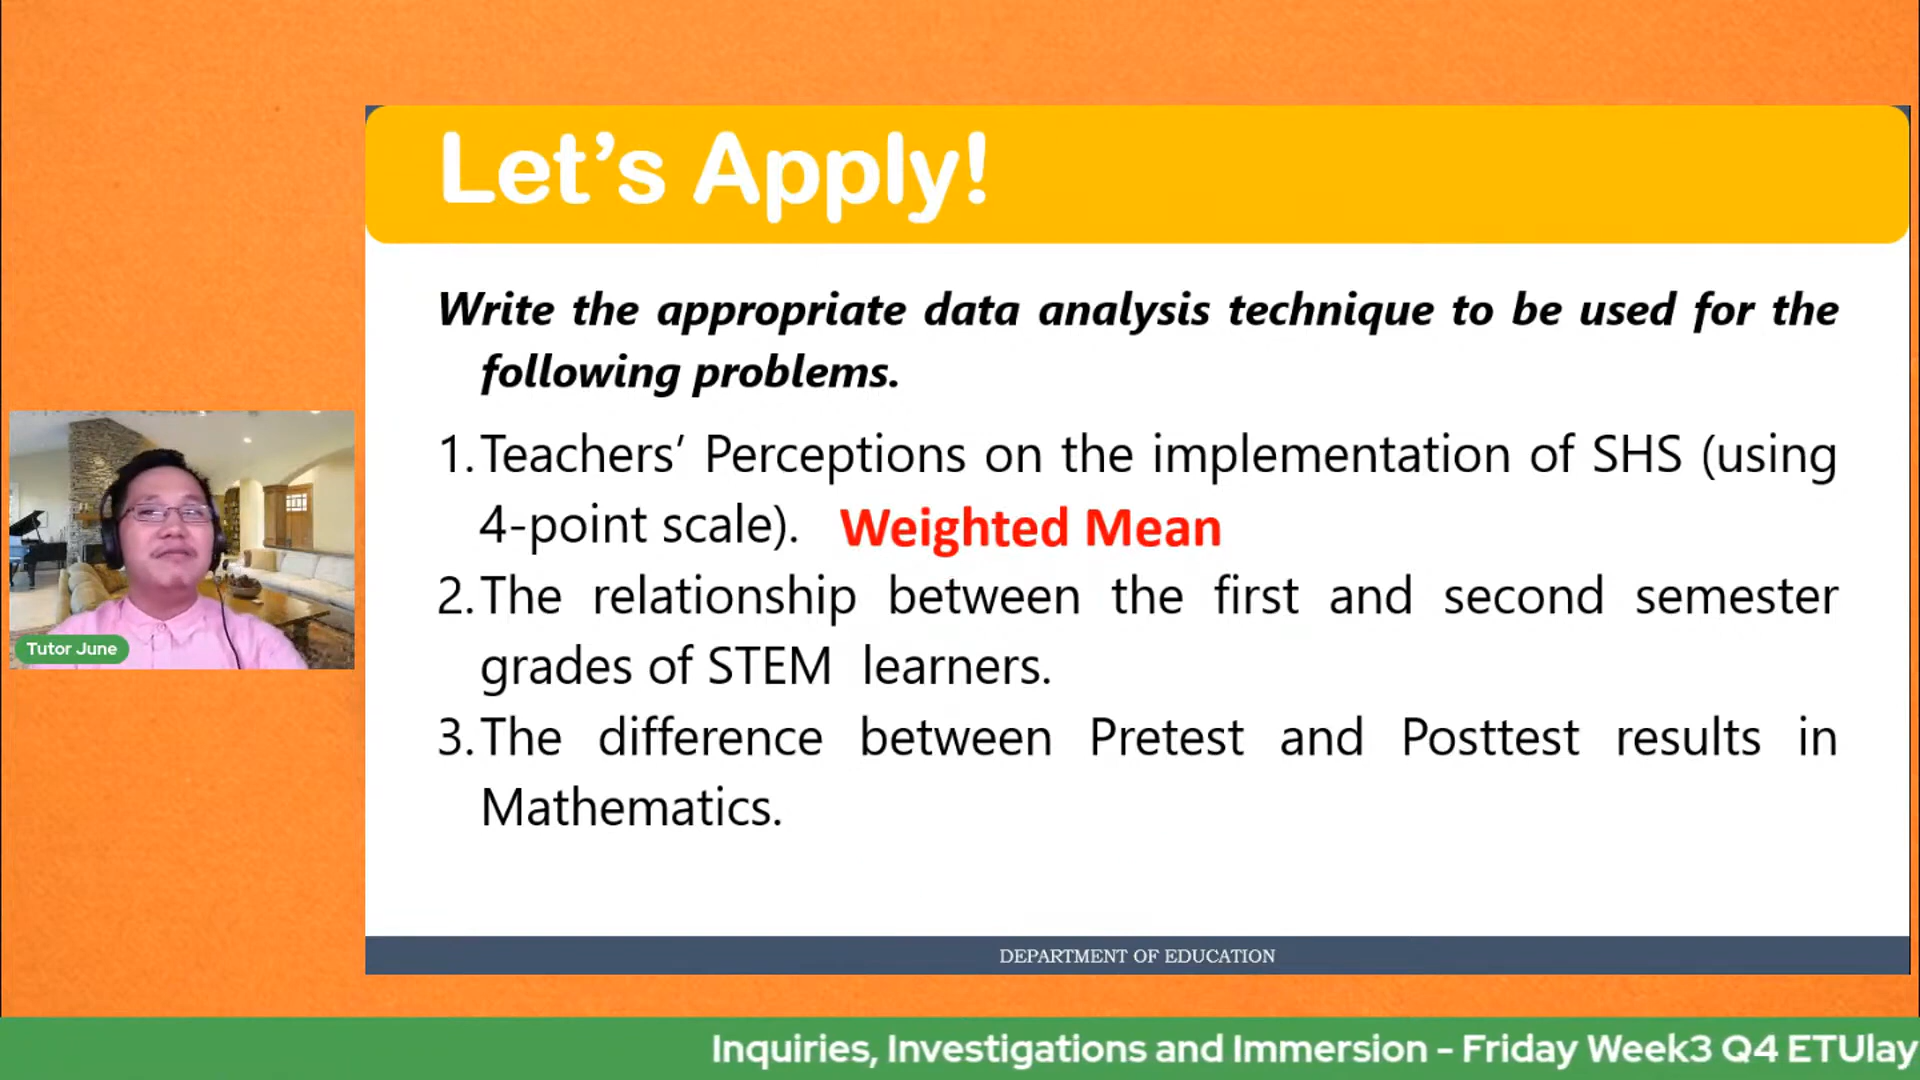 Let's Apply!
Write the appropriate data analysis technique to be used for the
following problems.
1. Teachers' Perceptions on the implementation of SHS (using
4-point scale). Weighted Mean
2. The relationship between the first and second semester
grades of STEM learners.
3. The difference between Pretest and Posttest results in
Mathematics.
Tutor June
DEPARTMENT OF EDUCATION
Inquiries, Investigations and Immersion - Friday Week3 Q4 ETUlay